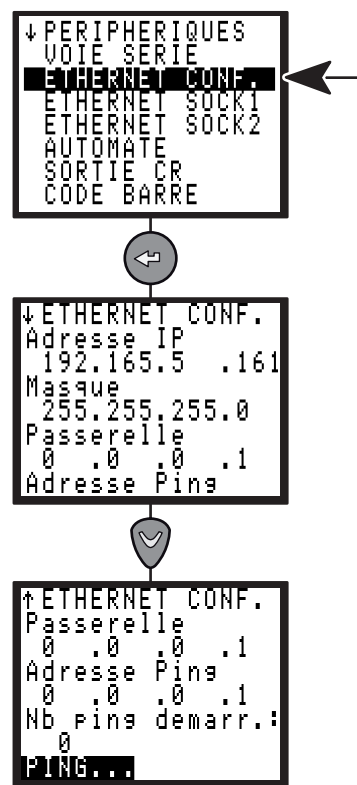 ↓PERIPHERIQUES
VOIE SERIE
ETHERNET CONF.
ETHERNET SOCK1
ETHERNET SOCK2
AUTOMATE
SORTIE CR
CODE BARRE
↓ETHERNET CONF.
Adresse IP
192.165.5 .161
Masque
255.255.255.0
Passerelle
0 .0 .0 .1
Adresse Ping
↑ETHERNET CONF.
Passerelle
0 .0 .0 .1
Adresse Ping
0 .0 .0 .1
Nb ping demarr.:
0
PING...